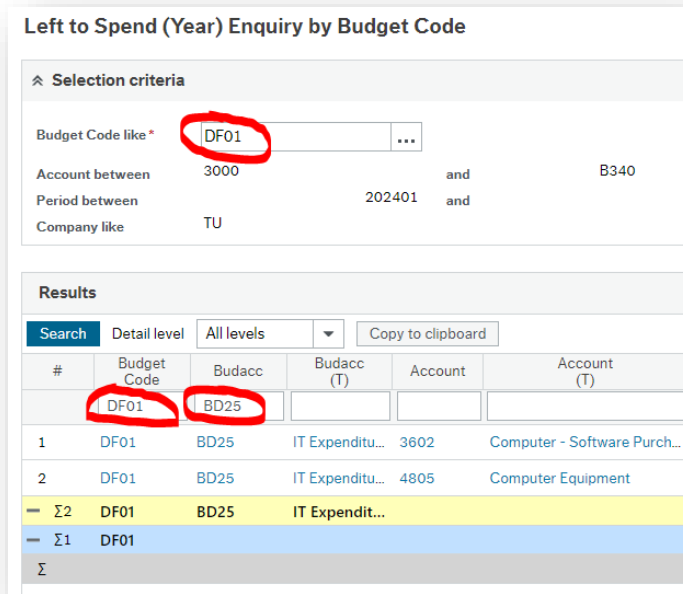 Left to Spend (Year) Enquiry by Budget Code
Selection criteria
Budget Code like* DF01 ...
Account between 3000 and B340
Period between 202401 and
Company like TU
Results
Search Detail level All levels Copy to clipboard
# Budget Code Budacc Budacc (T) Account Account (T)
DF01 BD25
1 DF01 BD25 IT Expenditu... 3602 Computer - Software Purch...
2 DF01 BD25 IT Expenditu... 4805 Computer Equipment
Σ2 DF01 BD25 IT Expendit...
Σ1 DF01
Σ